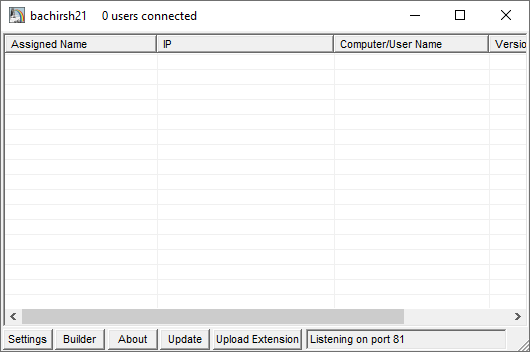 bachirsh21 0 users connected
Assigned Name IP Computer/User Name Versio
Settings Builder About Update Upload Extension Listening on port 81